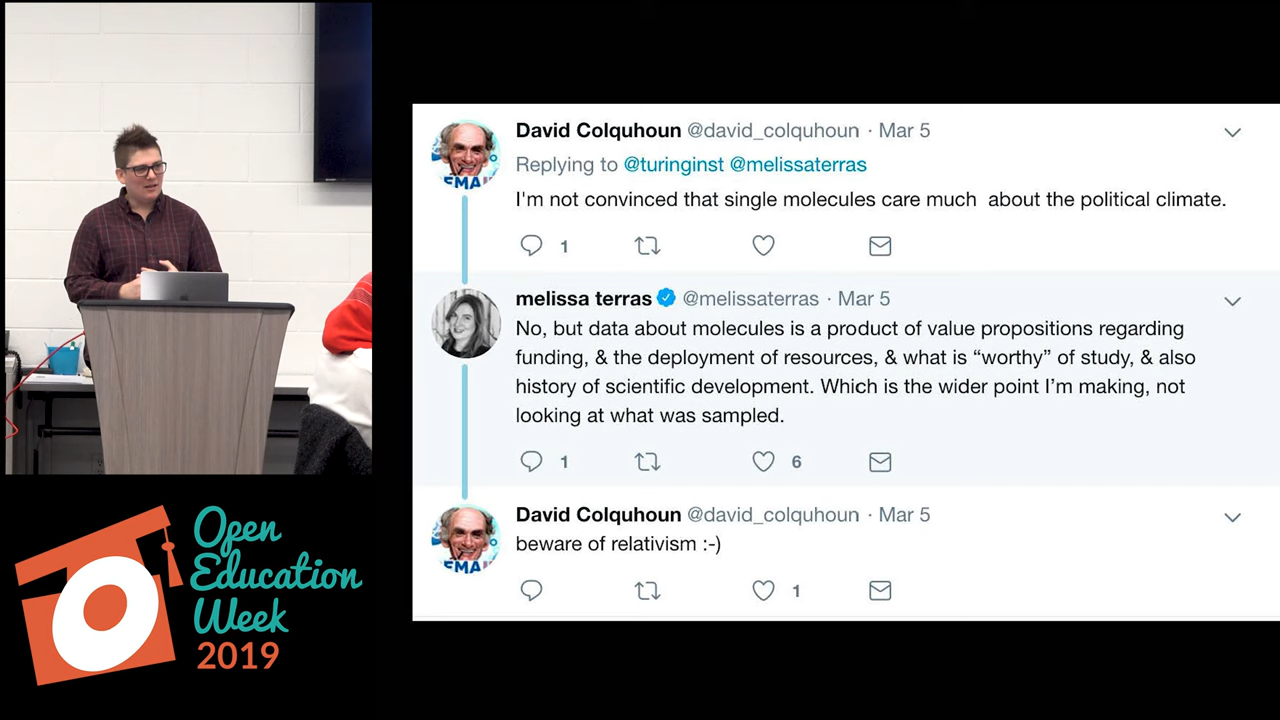 David Colquhoun @david_colquhoun · Mar 5
Replying to @turinginst @melissaterras
I'm not convinced that single molecules care much  about the political climate.
1
melissa terras @melissaterras · Mar 5
No, but data about molecules is a product of value propositions regarding
funding, & the deployment of resources, & what is “worthy” of study, & also
history of scientific development. Which is the wider point I’m making, not
looking at what was sampled.
1 6
David Colquhoun @david_colquhoun · Mar 5
beware of relativism :-)
1
Open
Education
Week
2019